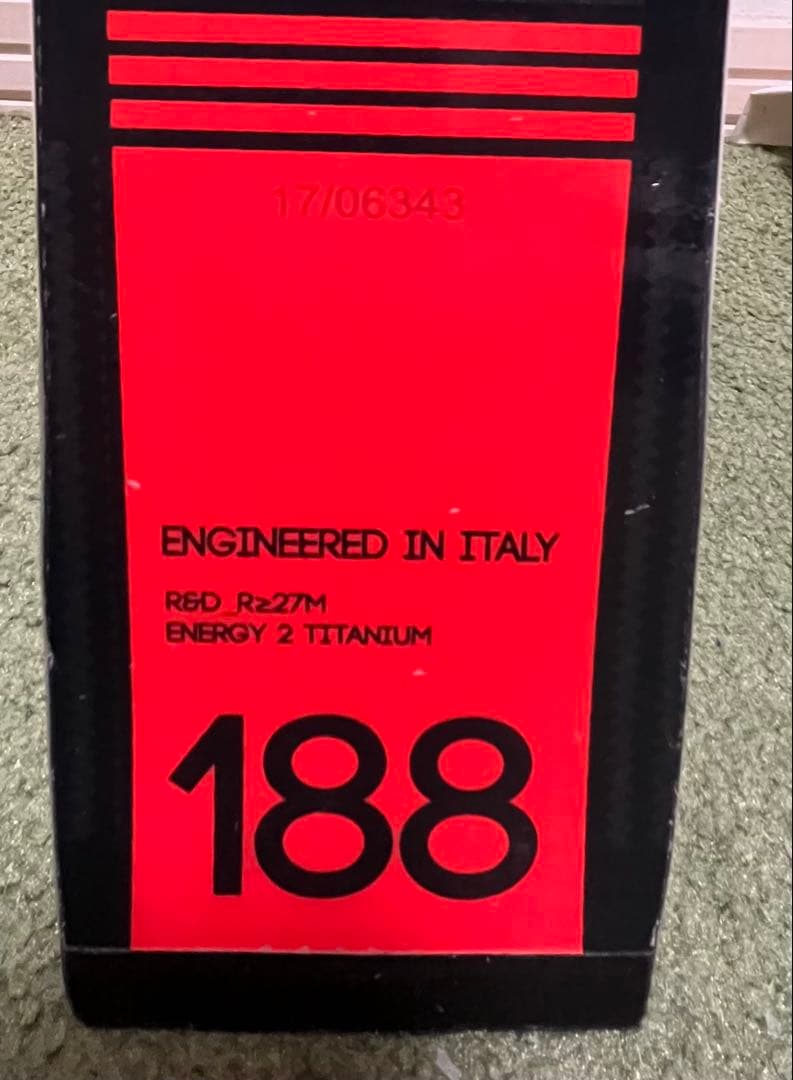 17/06343
ENGINEERED IN ITALY
R&D_R≥27M
ENERGY 2 TITANIUM
188